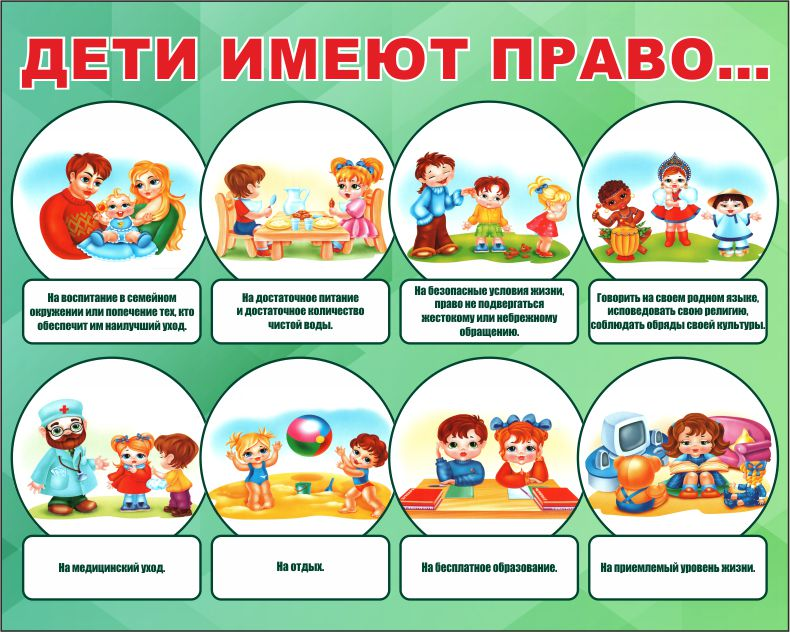 ДЕТИ ИМЕЮТ ПРАВО...
На воспитание в семейном
окружении или попечение тех, кто
обеспечит им наилучший уход.
На достаточное питание
и достаточное количество
чистой воды.
На безопасные условия жизни,
право не подвергаться
жестокому или небрежному
обращению.
Говорить на своем родном языке,
исповедовать свою религию,
соблюдать обряды своей культуры.
На медицинский уход.
На отдых.
На бесплатное образование.
На приемлемый уровень жизни.